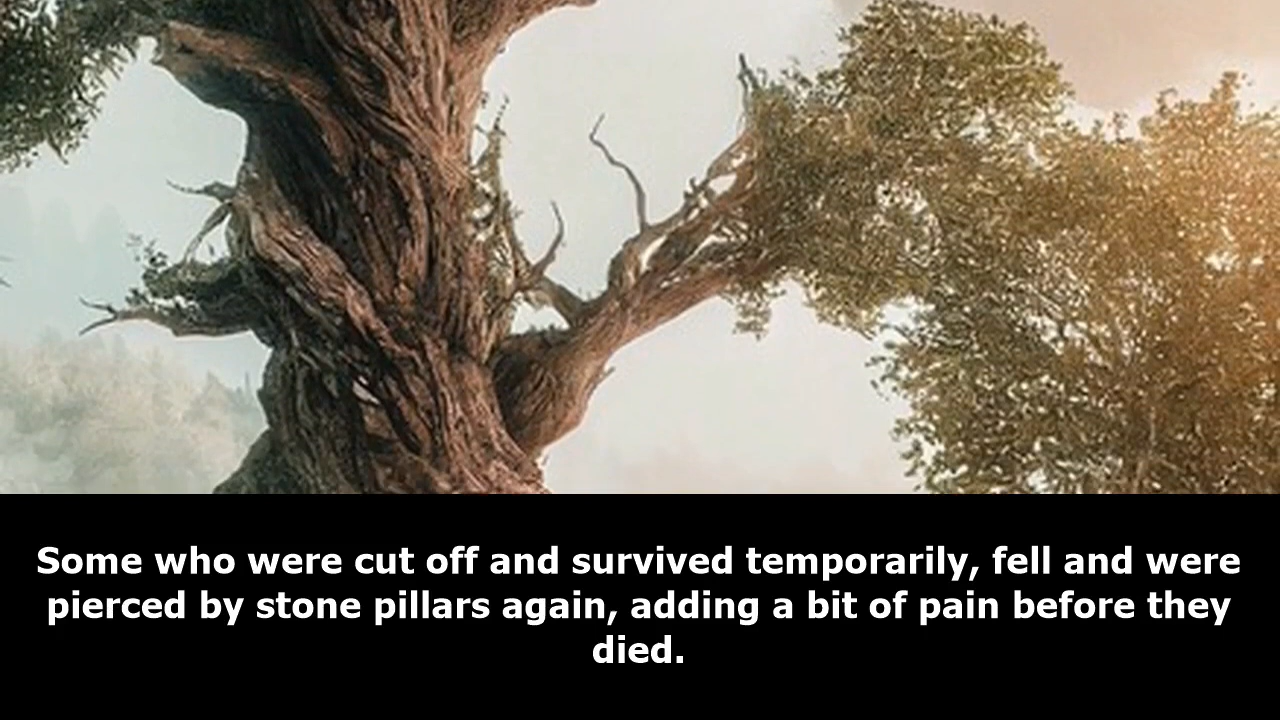 Some who were cut off and survived temporarily, fell and were
pierced by stone pillars again, adding a bit of pain before they
died.